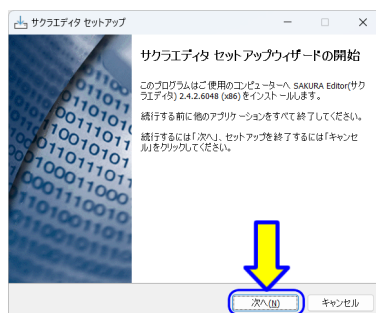 サクラエディタ セットアップ
サクラエディタ セットアップウィザードの開始
このプログラムはご使用のコンピューターへ SAKURA Editor(サク
ラエディタ) 2.4.2.6048 (x86) をインストールします。
続行する前に他のアプリケーションをすべて終了してください。
続行するには「次へ」、セットアップを終了するには「キャンセ
ル」をクリックしてください。
次へ(N)
キャンセル